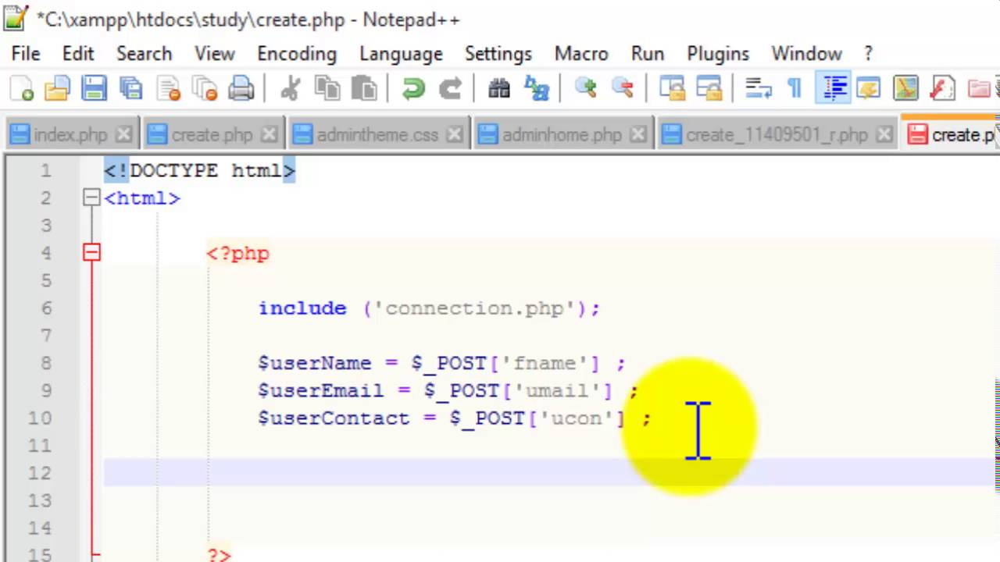 *C:\xampp\htdocs\study\create.php - Notepad++
File Edit Search View Encoding Language Settings Macro Run Plugins Window ?
index.php create.php admintheme.css adminhome.php create_11409501_r.php create.p
1 <!DOCTYPE html>
2 <html>
3
4 <?php
5
6 include ('connection.php');
7
8 $userName = $_POST['fname'] ;
9 $userEmail = $_POST['umail'] ;
10 $userContact = $_POST['ucon'] ;
11
12
13
14
15 ?>